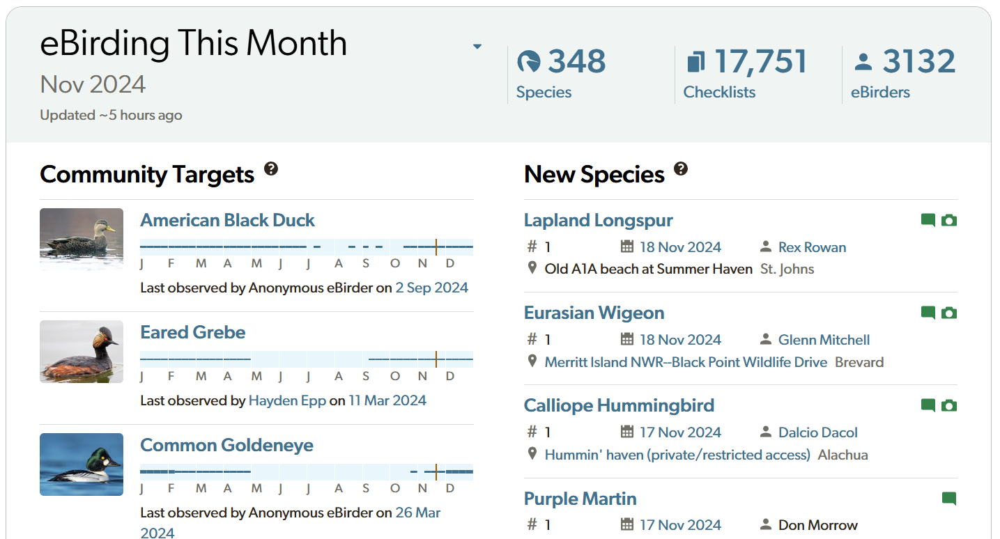 eBirding This Month
Nov 2024
Updated ~5 hours ago
348
Species
17,751
Checklists
3132
eBirders
Community Targets ?
American Black Duck
J F M A M J J A S O N D
Last observed by Anonymous eBirder on 2 Sep 2024
Eared Grebe
J F M A M J J A S O N D
Last observed by Hayden Epp on 11 Mar 2024
Common Goldeneye
J F M A M J J A S O N D
Last observed by Anonymous eBirder on 26 Mar
2024
New Species ?
Lapland Longspur
# 1 18 Nov 2024 Rex Rowan
Old A1A beach at Summer Haven St. Johns
Eurasian Wigeon
# 1 18 Nov 2024 Glenn Mitchell
Merritt Island NWR--Black Point Wildlife Drive Brevard
Calliope Hummingbird
# 1 17 Nov 2024 Dalcio Dacol
Hummin' haven (private/restricted access) Alachua
Purple Martin
# 1 17 Nov 2024 Don Morrow